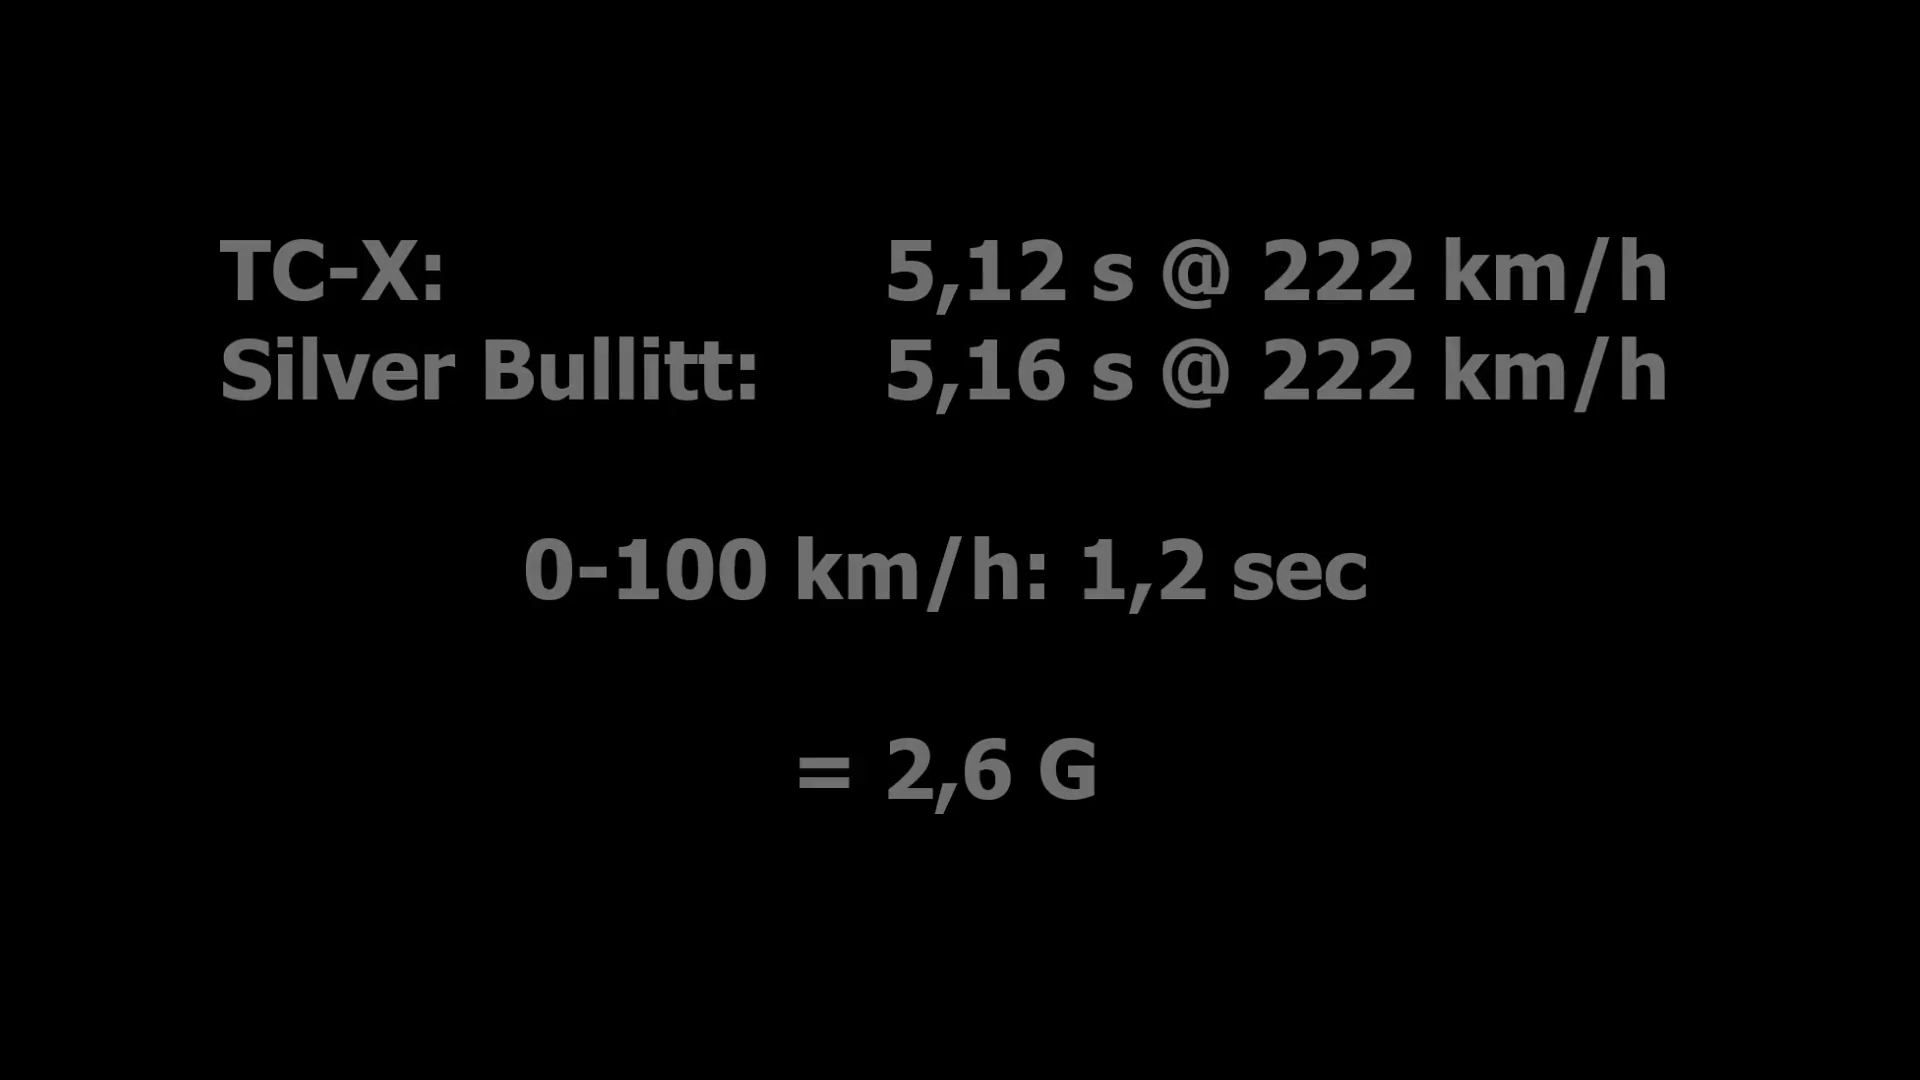 TC-X: 5,12 s @ 222 km/h
Silver Bullitt: 5,16 s @ 222 km/h
0-100 km/h: 1,2 sec
= 2,6 G